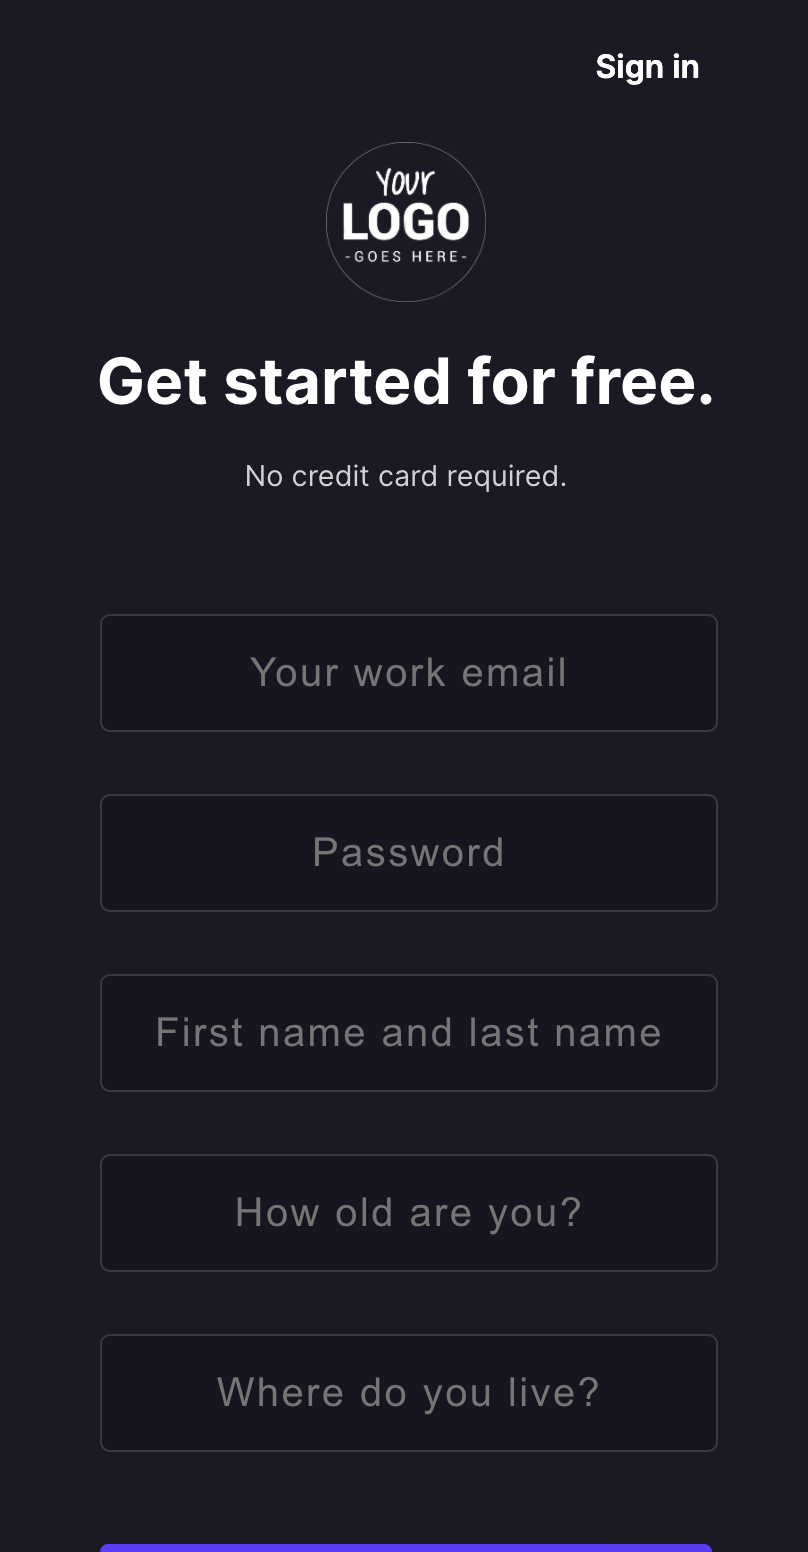 Sign in
Your
LOGO
-GOES HERE-
Get started for free.
No credit card required.
Your work email
Password
First name and last name
How old are you?
Where do you live?